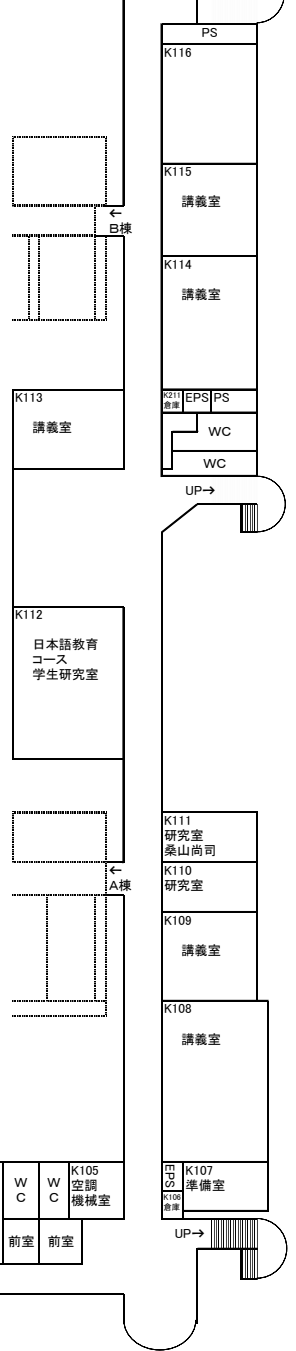 PS
K116
K115
講義室
←
B棟
K114
講義室
K113
講義室
K211
倉庫
EPS
PS
WC
WC
UP→
K112
日本語教育
コース
学生研究室
K111
研究室
桑山尚司
←
A棟
K110
研究室
K109
講義室
K108
講義室
W
C
W
C
K105
空調
機械室
EPS
K106
倉庫
K107
準備室
前室
前室
UP→